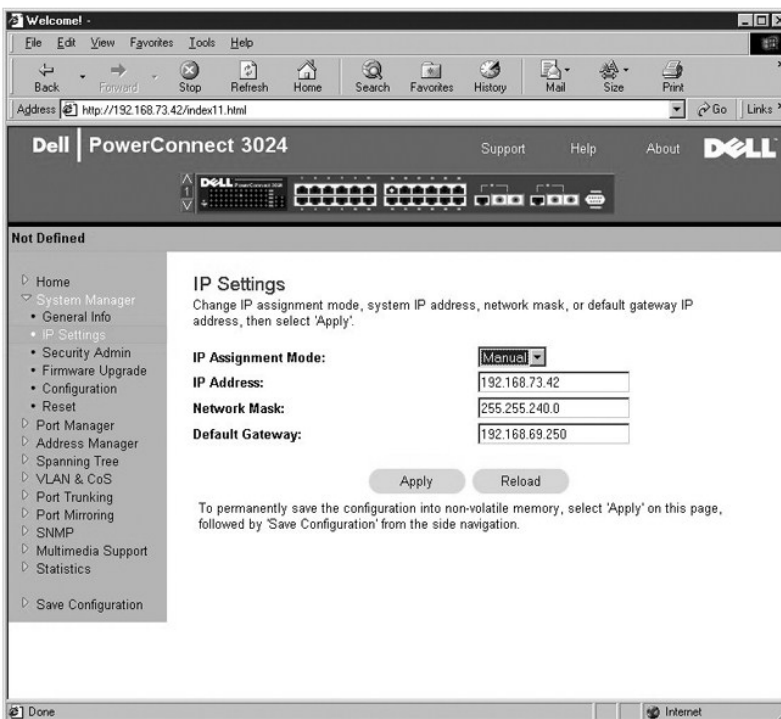 Welcome! -
File Edit View Favorites Tools Help
Back Forward Stop Refresh Home Search Favorites History Mail Size Print
Address http://192.168.73.42/index11.html Go Links
Dell | PowerConnect 3024 Support Help About DELL
DELL
1
Not Defined
Home
System Manager
General Info
IP Settings
Security Admin
Firmware Upgrade
Configuration
Reset
Port Manager
Address Manager
Spanning Tree
VLAN & CoS
Port Trunking
Port Mirroring
SNMP
Multimedia Support
Statistics
Save Configuration
IP Settings
Change IP assignment mode, system IP address, network mask, or default gateway IP
address, then select 'Apply'.
IP Assignment Mode: Manual
IP Address: 192.168.73.42
Network Mask: 255.255.240.0
Default Gateway: 192.168.69.250
Apply Reload
To permanently save the configuration into non-volatile memory, select 'Apply' on this page,
followed by 'Save Configuration' from the side navigation.
Done Internet